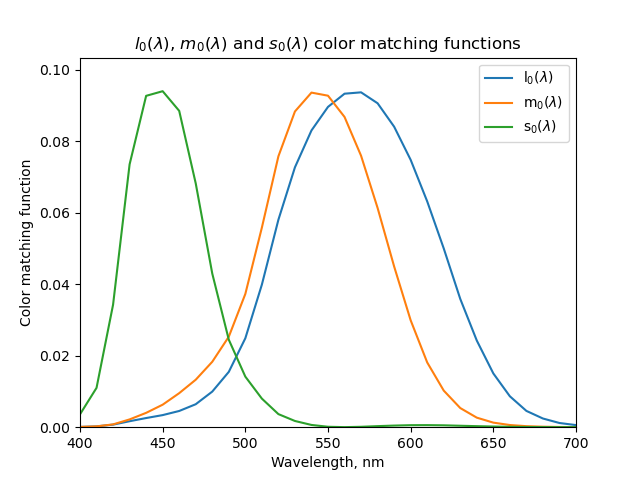 l₀(λ), m₀(λ) and s₀(λ) color matching functions
l₀(λ)
m₀(λ)
s₀(λ)
Color matching function
0.10
0.08
0.06
0.04
0.02
0.00
400 450 500 550 600 650 700
Wavelength, nm